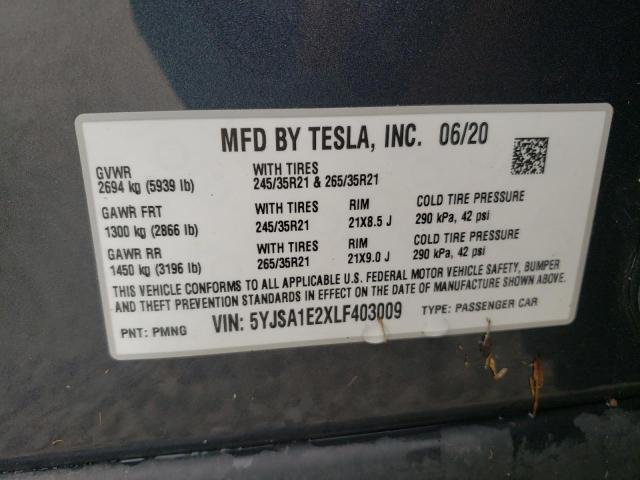 MFD BY TESLA, INC. 06/20
GVWR WITH TIRES
2694 kg (5939 lb) 245/35R21 & 265/35R21
GAWR FRT WITH TIRES RIM COLD TIRE PRESSURE
1300 kg (2866 lb) 245/35R21 21X8.5 J 290 kPa, 42 psi
GAWR RR WITH TIRES RIM COLD TIRE PRESSURE
1450 kg (3196 lb) 265/35R21 21X9.0 J 290 kPa, 42 psi
THIS VEHICLE CONFORMS TO ALL APPLICABLE U.S. FEDERAL MOTOR VEHICLE SAFETY, BUMPER
AND THEFT PREVENTION STANDARDS IN EFFECT ON THE DATE OF MANUFACTURE SHOWN ABOVE.
PNT: PMNG VIN: 5YJSA1E2XLF403009 TYPE: PASSENGER CAR